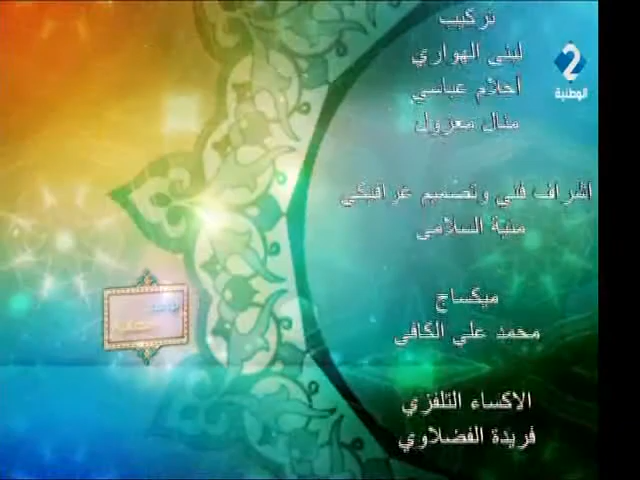 تركيب
لبنى الهواري
أحلام عباسي
منال معزول
2
الوطنية
اشراف فني وتصميم غرافيكي
منية السلامي
ميكساج
محمد علي الكافي
الاكساء التلفزي
فريدة الفضلاوي